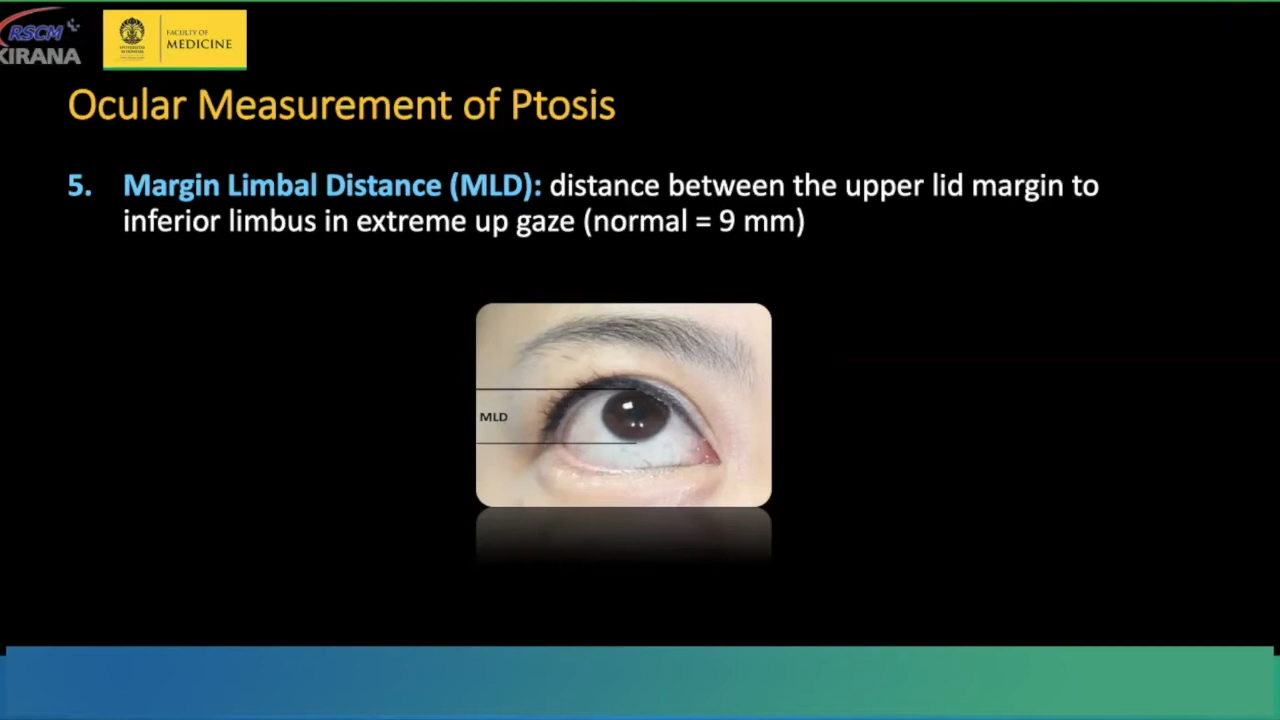 RSCM
KIRANA
FACULTY OF
MEDICINE
Ocular Measurement of Ptosis
5. Margin Limbal Distance (MLD): distance between the upper lid margin to
inferior limbus in extreme up gaze (normal = 9 mm)
MLD